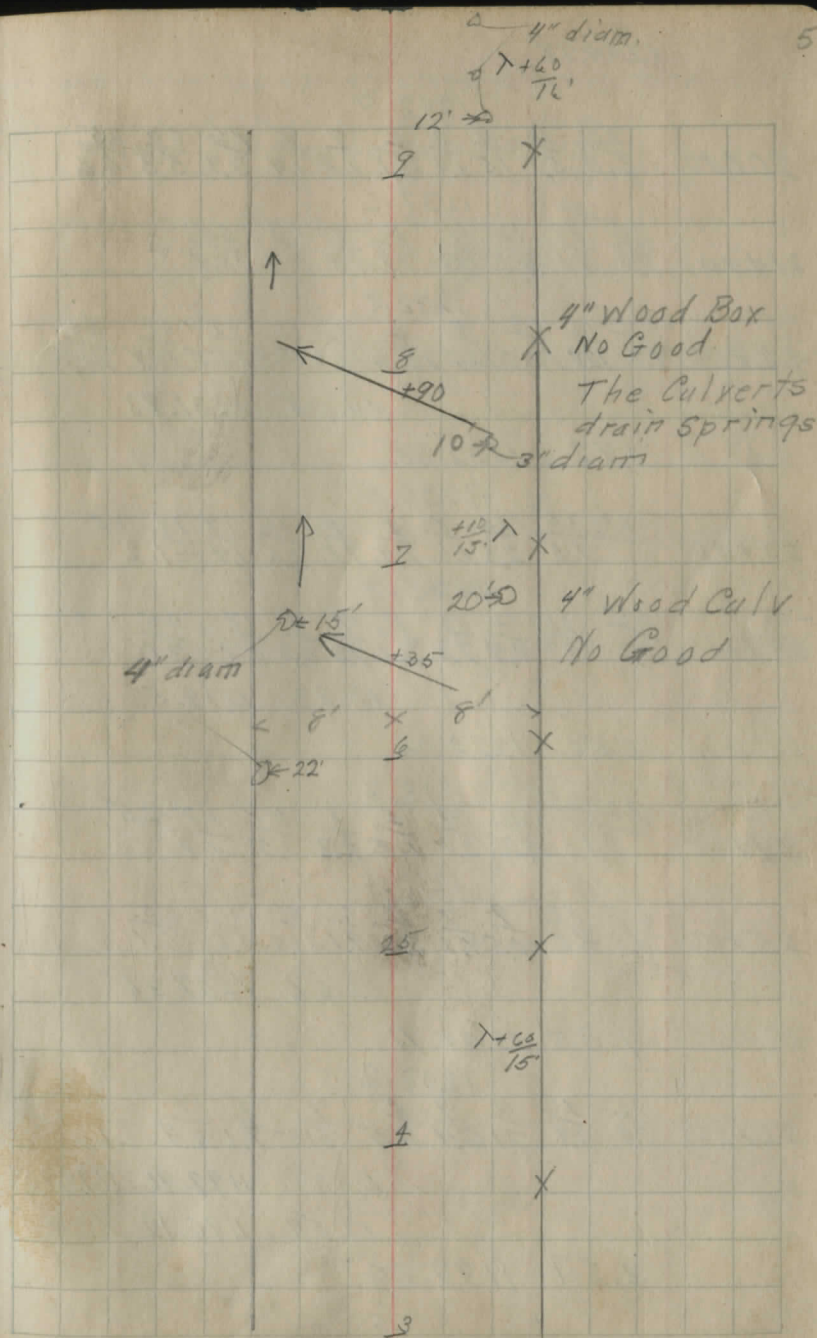 4" diam.
5
λ+60
16'
12'
9
4" Wood Box
No Good
8
+90
The Culverts
drain springs
10'
3" diam
+10
15'
λ
7
20'
4" Wood Culv
No Good
15'
4" diam
+35
8'
8'
6
22'
25
λ+60
15
4
3